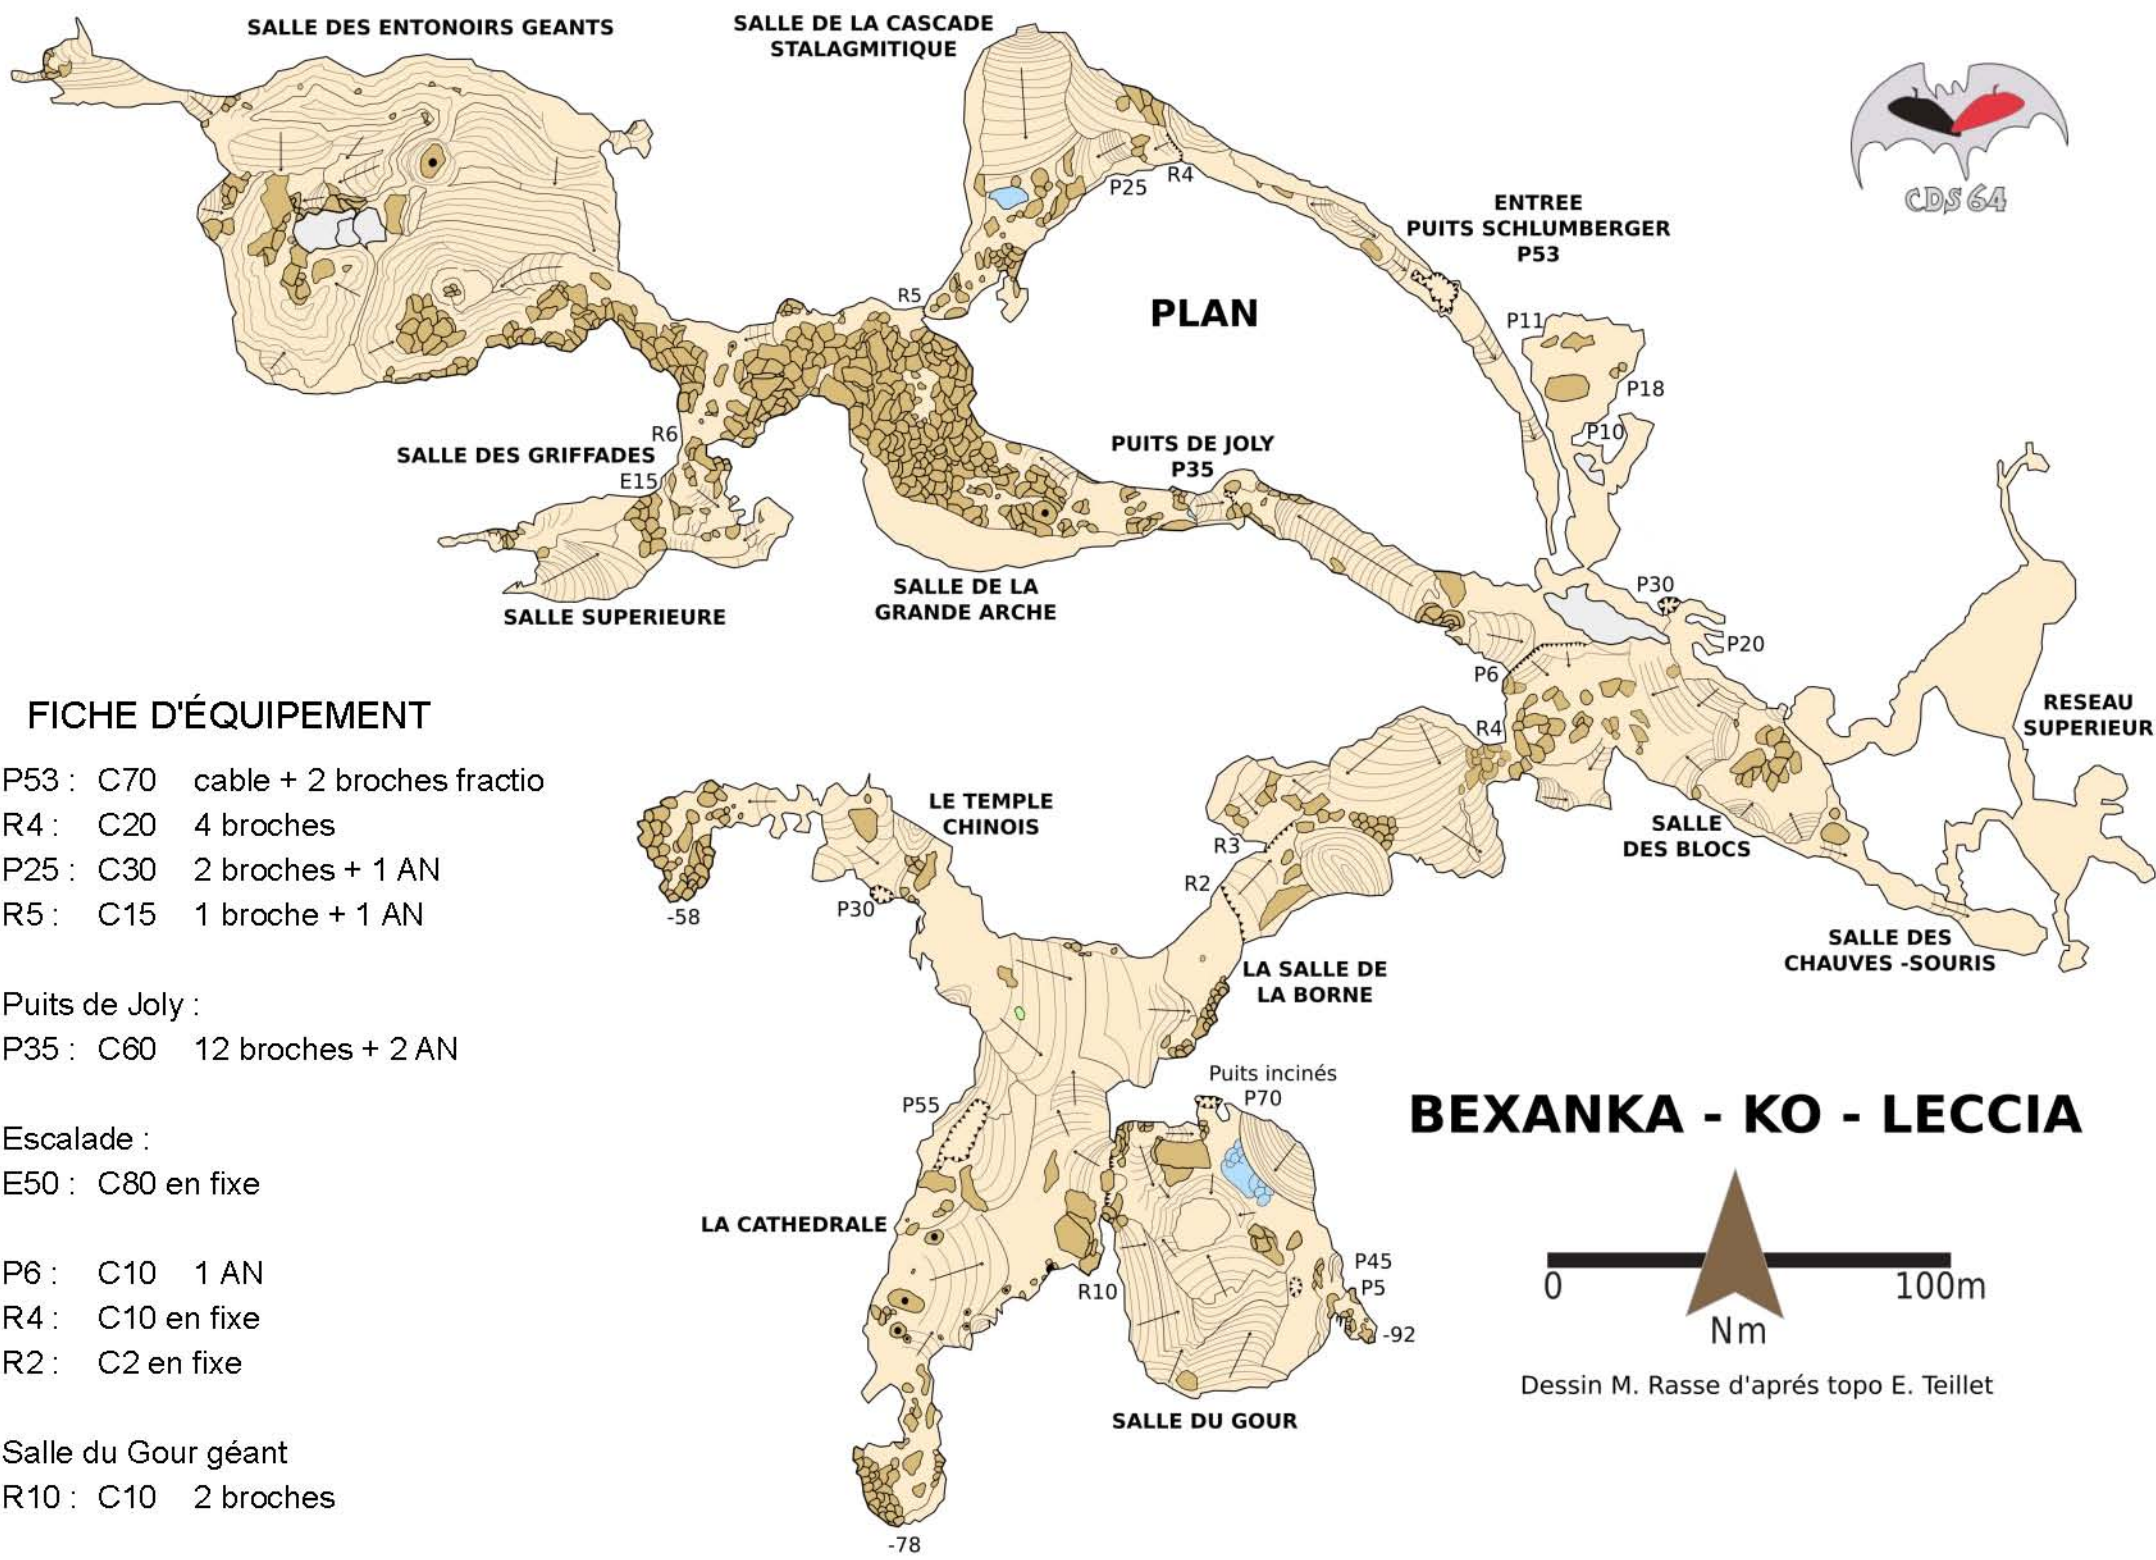 SALLE DES ENTONOIRS GEANTS
SALLE DE LA CASCADE
STALAGMITIQUE
CDS 64
P25
R4
ENTREE
PUITS SCHLUMBERGER
P53
R5
PLAN
P11
P18
P10
R6
SALLE DES GRIFFADES
E15
PUITS DE JOLY
P35
SALLE DE LA
GRANDE ARCHE
SALLE SUPERIEURE
P30
P20
P6
R4
RESEAU
SUPERIEUR
SALLE
DES BLOCS
SALLE DES
CHAUVES -SOURIS
LE TEMPLE
CHINOIS
R3
R2
P30
-58
LA SALLE DE
LA BORNE
Puits incinés
P70
P55
LA CATHEDRALE
R10
P45
P5
-92
SALLE DU GOUR
-78
FICHE D'ÉQUIPEMENT
P53 : C70 cable + 2 broches fractio
R4 : C20 4 broches
P25 : C30 2 broches + 1 AN
R5 : C15 1 broche + 1 AN
Puits de Joly :
P35 : C60 12 broches + 2 AN
Escalade :
E50 : C80 en fixe
P6 : C10 1 AN
R4 : C10 en fixe
R2 : C2 en fixe
Salle du Gour géant
R10 : C10 2 broches
BEXANKA - KO - LECCIA
0 100m
Nm
Dessin M. Rasse d'aprés topo E. Teillet